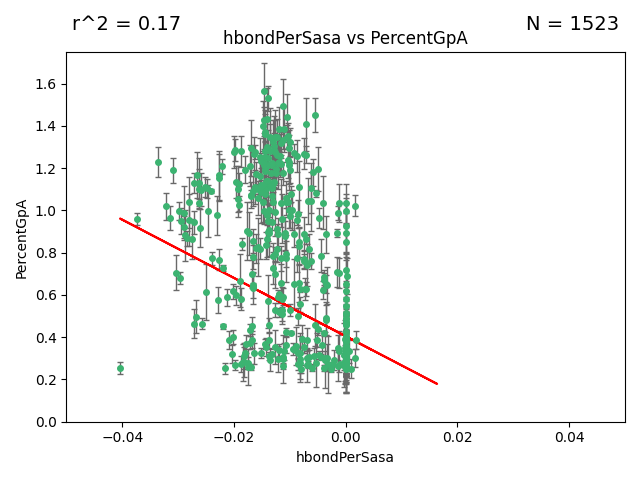 r^2 = 0.17
N = 1523
hbondPerSasa vs PercentGpA
1.6
1.4
1.2
1.0
0.8
0.6
0.4
0.2
0.0
PercentGpA
−0.04
−0.02
0.00
0.02
0.04
hbondPerSasa